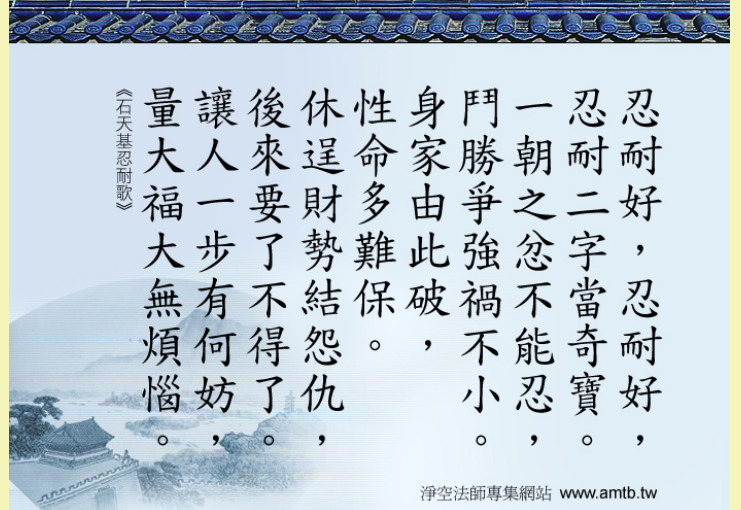 忍耐好，忍耐好，
忍耐二字當奇寶。
一朝之忿不能忍，
鬥勝爭強禍不小。
身家由此破，
性命多難保。
休逞財勢結怨仇，
後來要了不得了。
讓人一步有何妨，
量大福大無煩惱。
《石天基忍耐歌》
淨空法師專集網站 www.amtb.tw